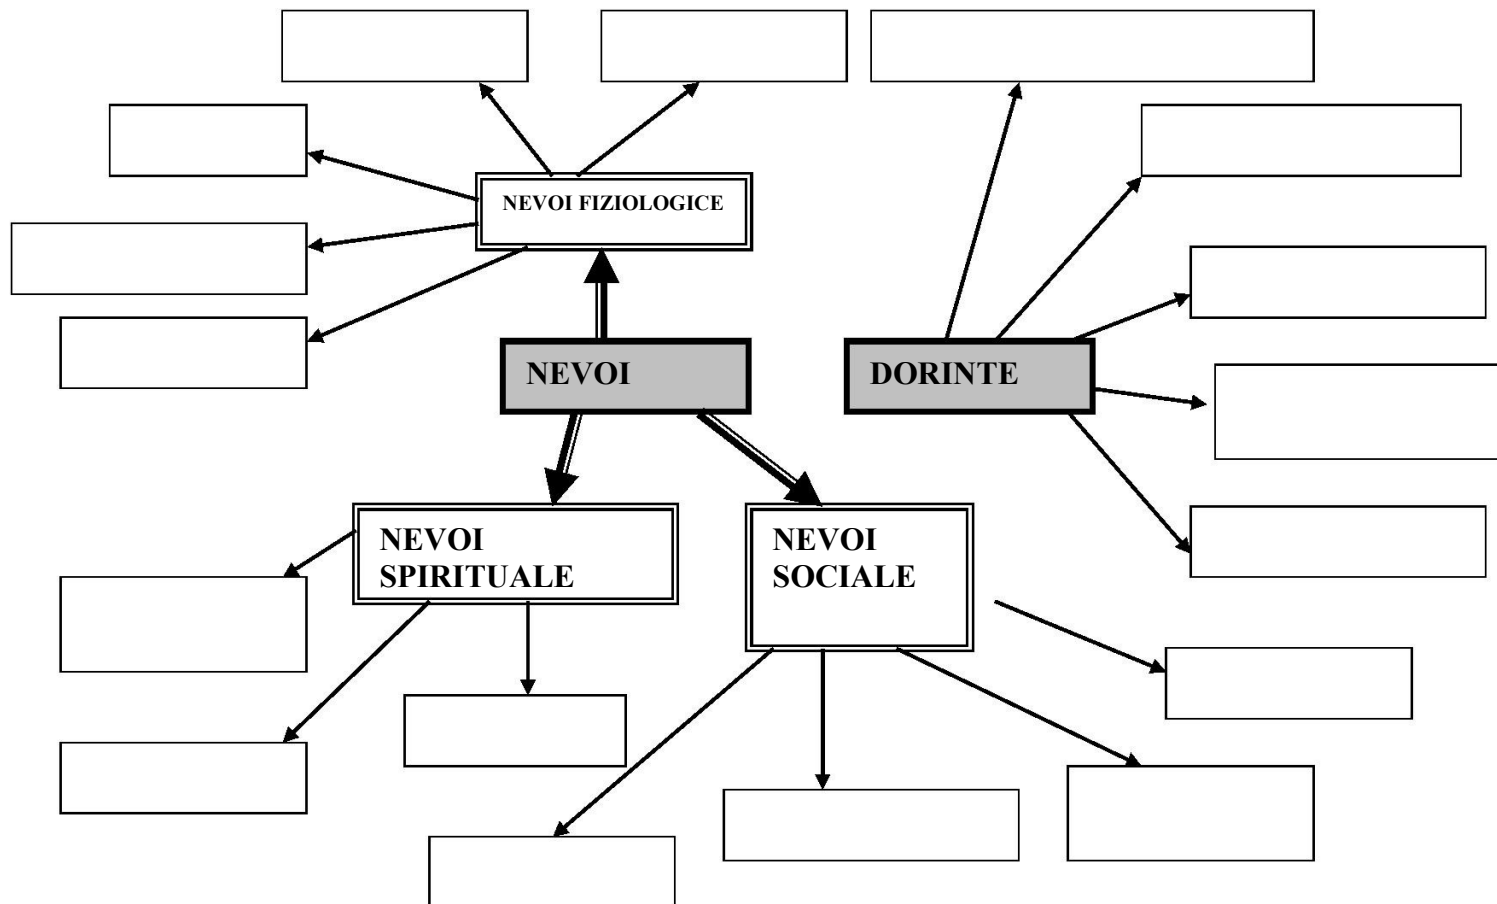 NEVOI FIZIOLOGICE
NEVOI
DORINTE
NEVOI
SPIRITUALE
NEVOI
SOCIALE